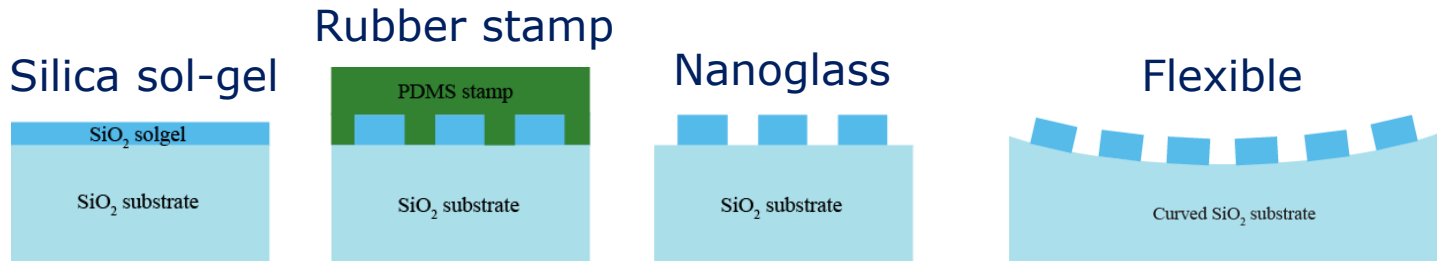 Silica sol-gel
SiO₂ solgel
SiO₂ substrate
Rubber stamp
PDMS stamp
SiO₂ substrate
Nanoglass
SiO₂ substrate
Flexible
Curved SiO₂ substrate